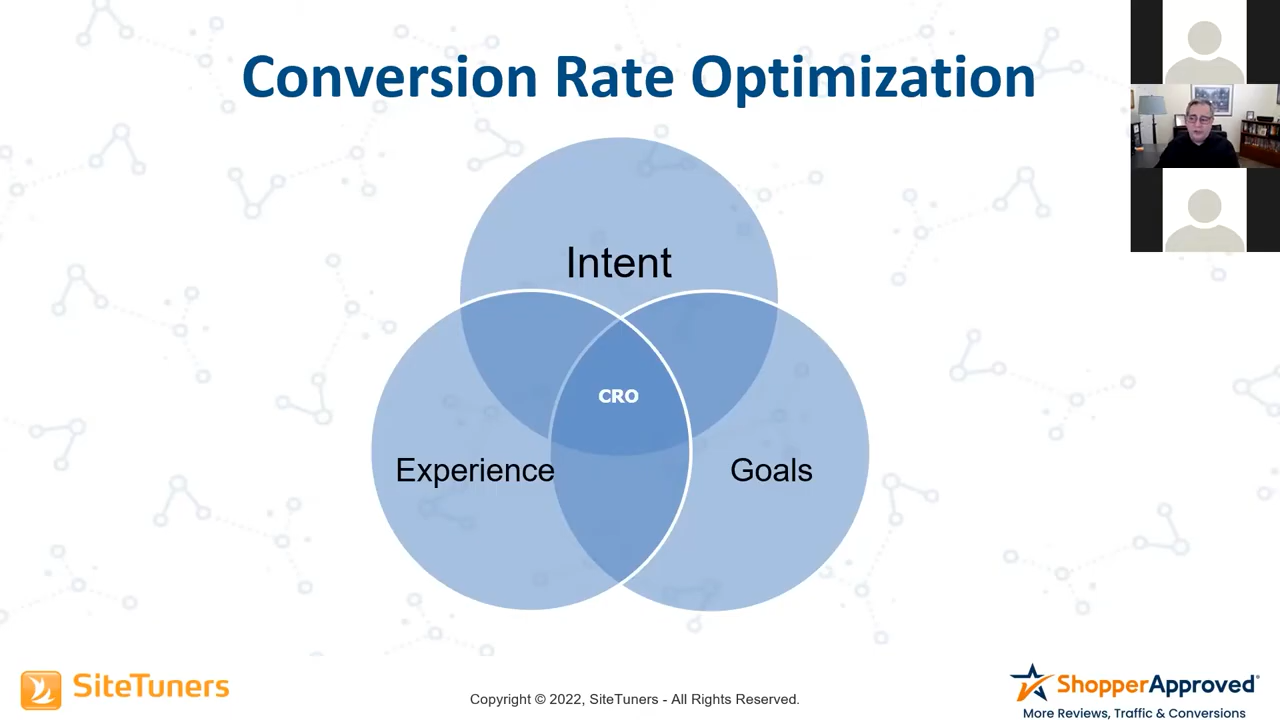 Conversion Rate Optimization
Intent
CRO
Experience
Goals
SiteTuners
Copyright © 2022, SiteTuners - All Rights Reserved.
ShopperApproved®
More Reviews, Traffic & Conversions